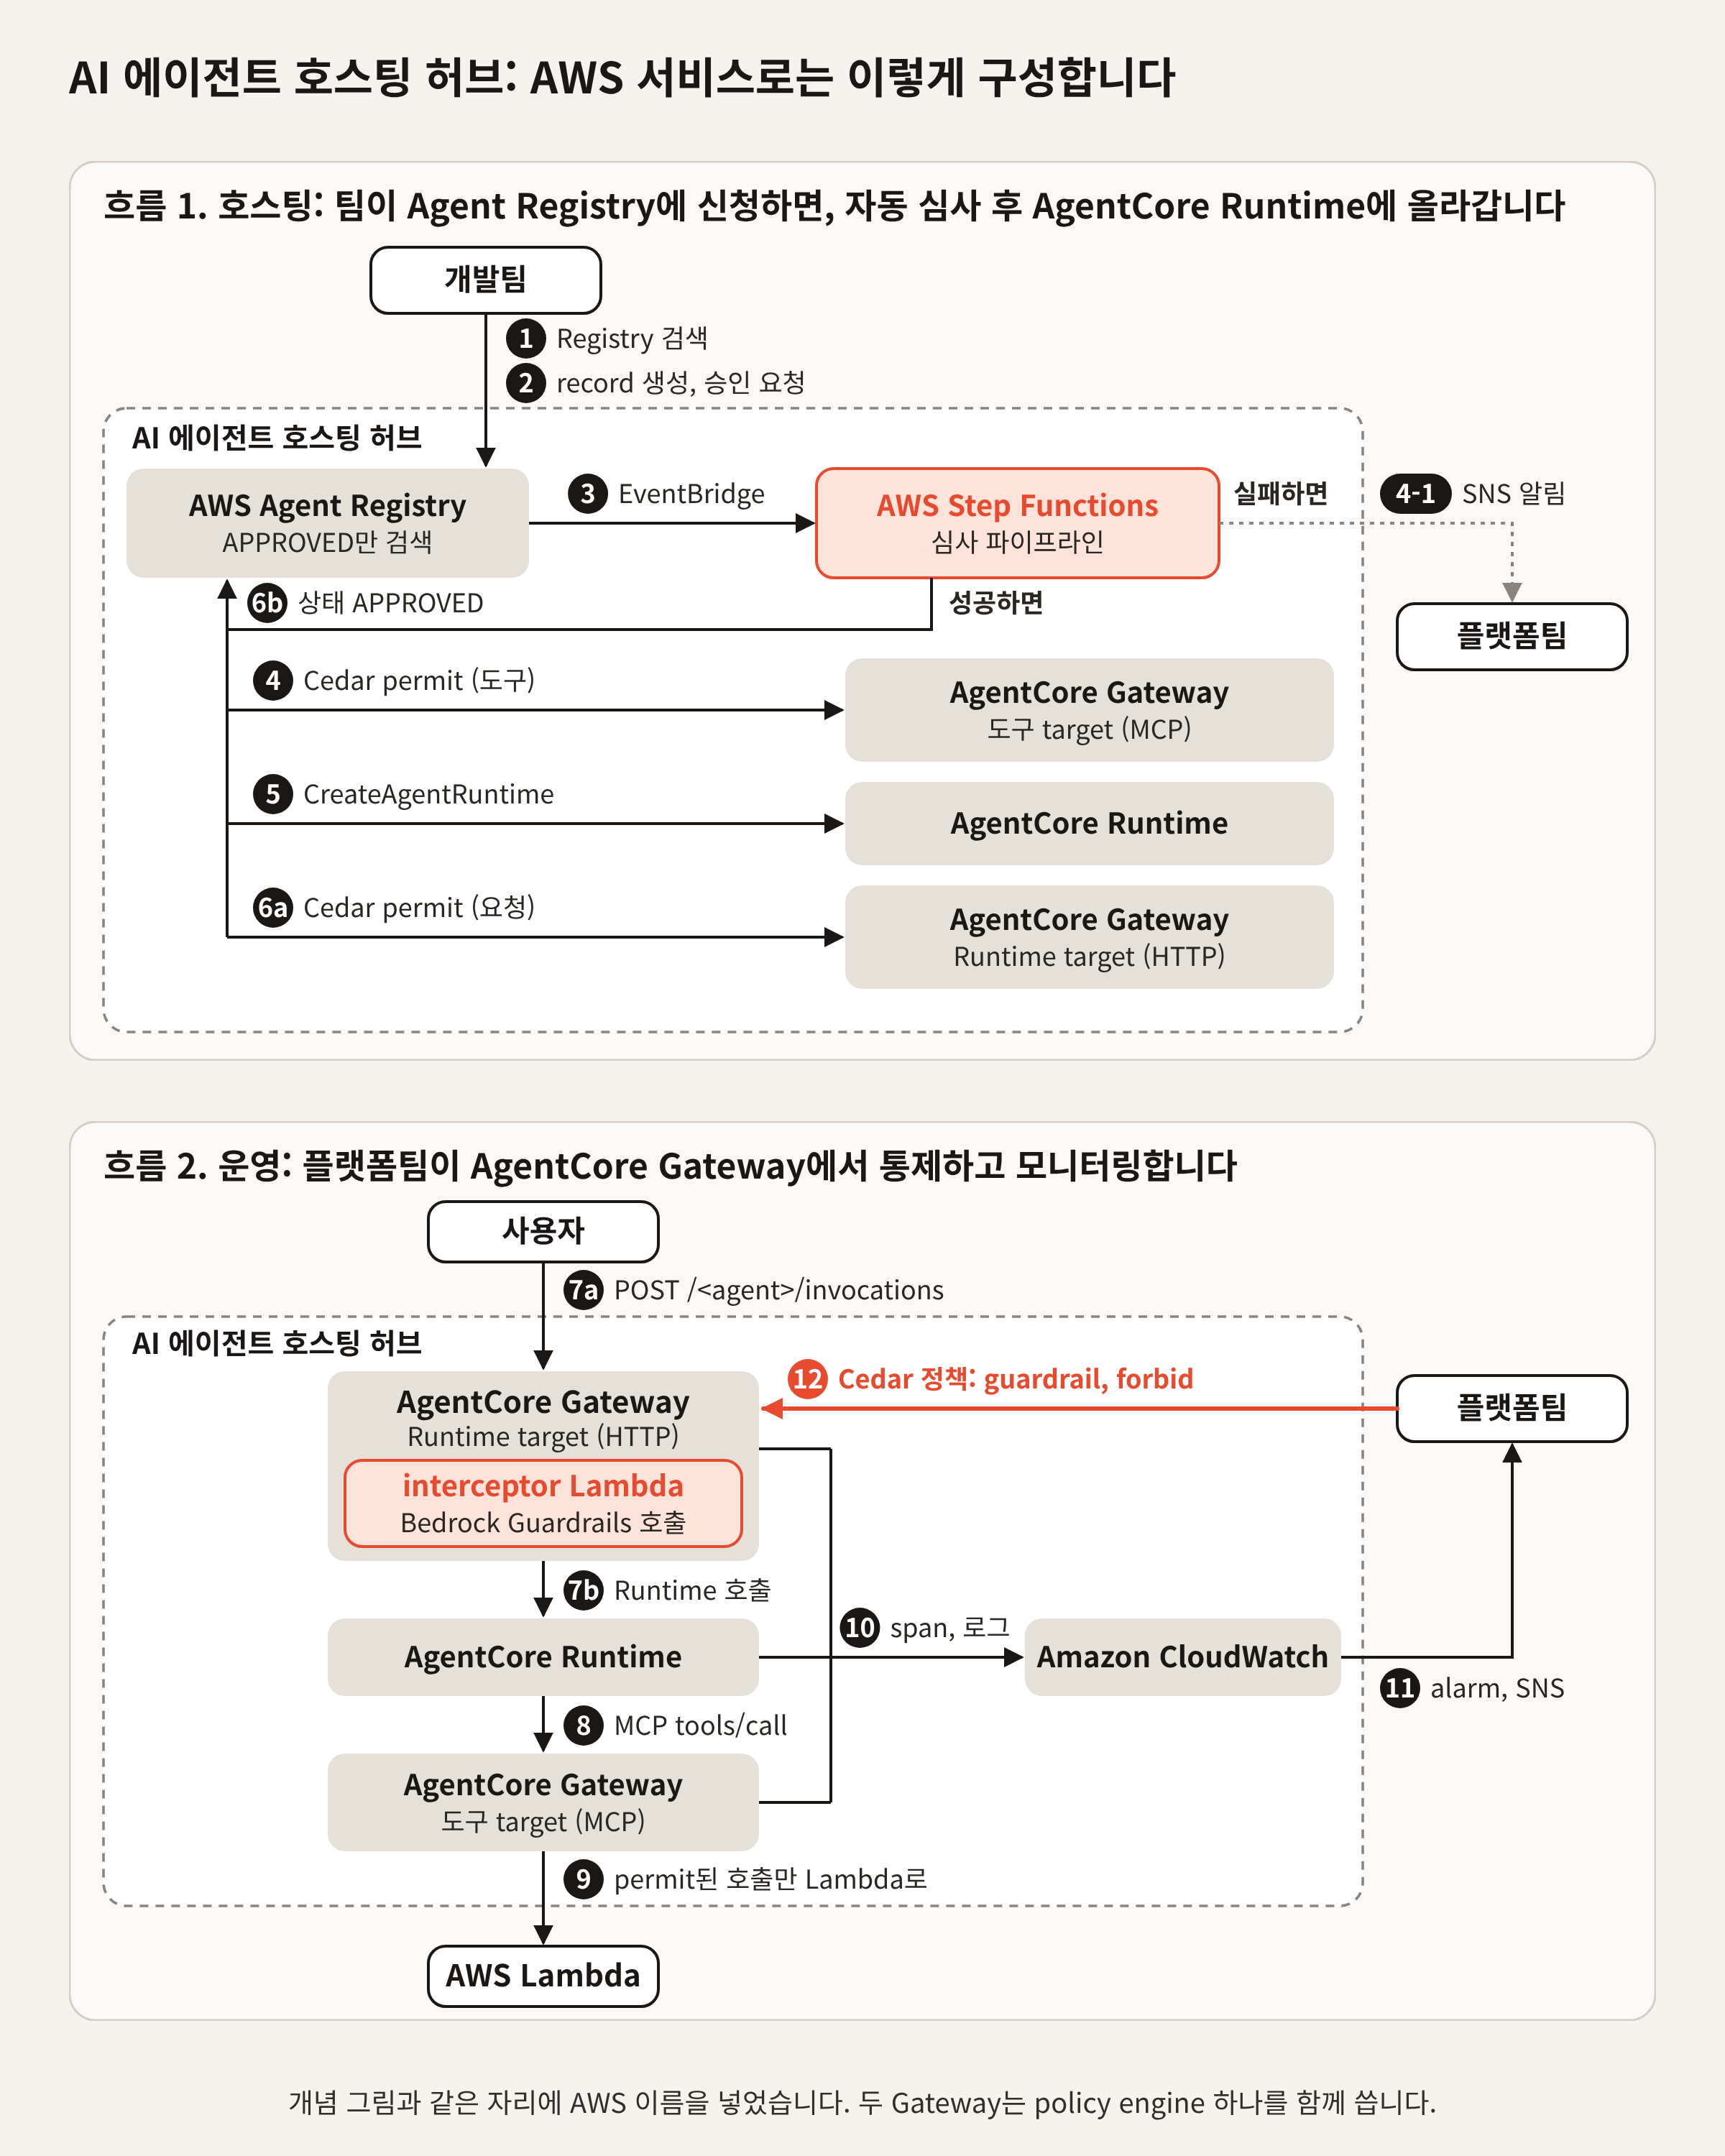 AI 에이전트 호스팅 허브: AWS 서비스로는 이렇게 구성합니다
흐름 1. 호스팅: 팀이 Agent Registry에 신청하면, 자동 심사 후 AgentCore Runtime에 올라갑니다
개발팀
1 Registry 검색
2 record 생성, 승인 요청
AI 에이전트 호스팅 허브
AWS Agent Registry
APPROVED만 검색
3 EventBridge
AWS Step Functions
심사 파이프라인
실패하면
4-1 SNS 알림
플랫폼팀
6b 상태 APPROVED
성공하면
4 Cedar permit (도구)
AgentCore Gateway
도구 target (MCP)
5 CreateAgentRuntime
AgentCore Runtime
6a Cedar permit (요청)
AgentCore Gateway
Runtime target (HTTP)
흐름 2. 운영: 플랫폼팀이 AgentCore Gateway에서 통제하고 모니터링합니다
사용자
7a POST /<agent>/invocations
AI 에이전트 호스팅 허브
AgentCore Gateway
Runtime target (HTTP)
interceptor Lambda
Bedrock Guardrails 호출
12 Cedar 정책: guardrail, forbid
플랫폼팀
7b Runtime 호출
AgentCore Runtime
10 span, 로그
Amazon CloudWatch
11 alarm, SNS
8 MCP tools/call
AgentCore Gateway
도구 target (MCP)
9 permit된 호출만 Lambda로
AWS Lambda
개념 그림과 같은 자리에 AWS 이름을 넣었습니다. 두 Gateway는 policy engine 하나를 함께 씁니다.